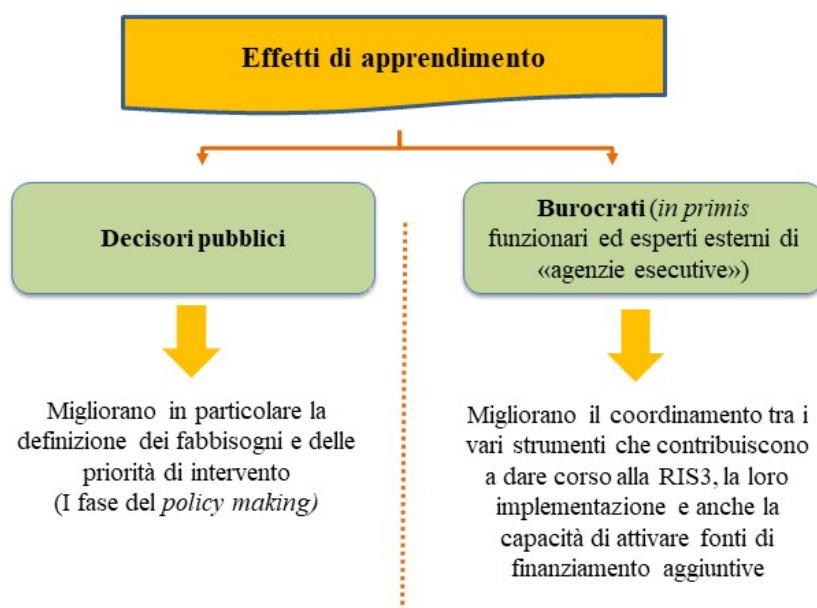 Effetti di apprendimento
Decisori pubblici
Migliorano in particolare la
definizione dei fabbisogni e delle
priorità di intervento
(I fase del policy making)
Burocrati (in primis
funzionari ed esperti esterni di
«agenzie esecutive»)
Migliorano il coordinamento tra i
vari strumenti che contribuiscono
a dare corso alla RIS3, la loro
implementazione e anche la
capacità di attivare fonti di
finanziamento aggiuntive